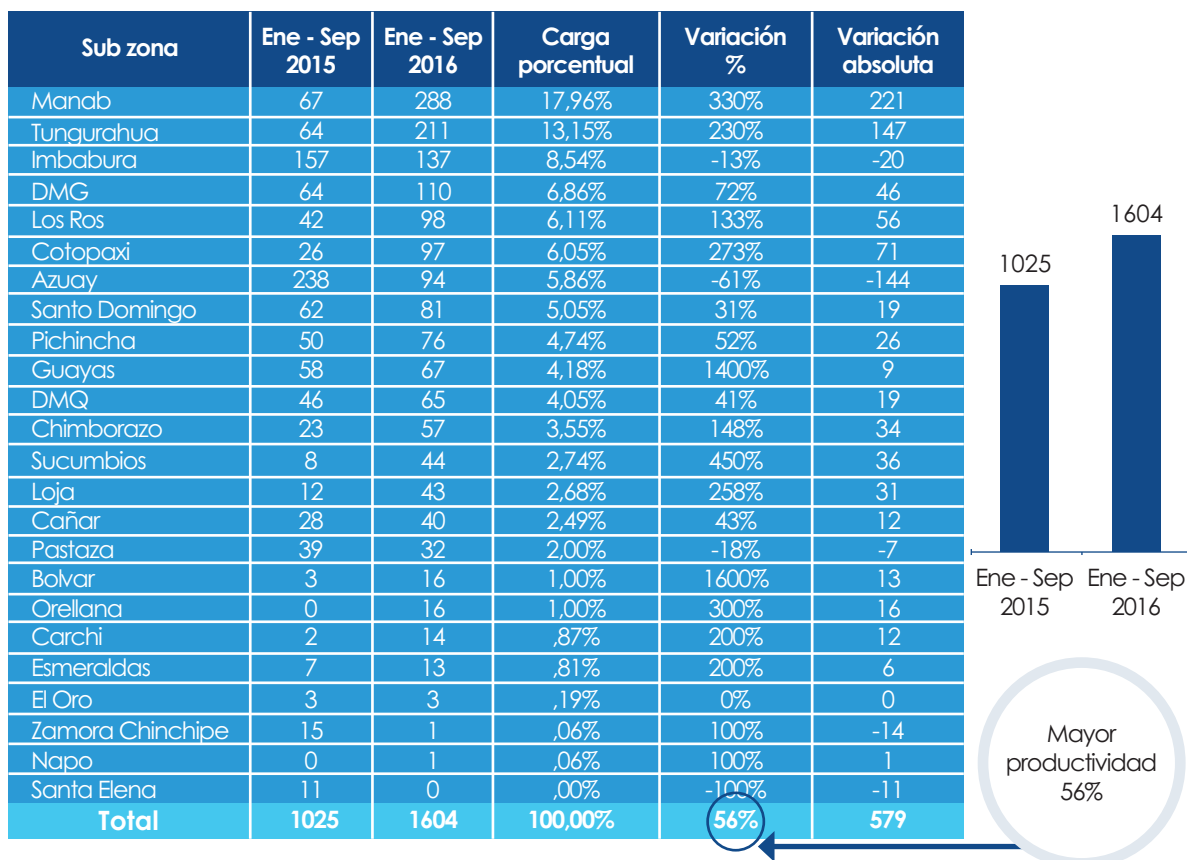 Sub zona Ene - Sep 2015 Ene - Sep 2016 Carga porcentual Variación % Variación absoluta
Manab 67 288 17,96% 330% 221
Tungurahua 64 211 13,15% 230% 147
Imbabura 157 137 8,54% -13% -20
DMG 64 110 6,86% 72% 46
Los Ros 42 98 6,11% 133% 56
Cotopaxi 26 97 6,05% 273% 71
Azuay 238 94 5,86% -61% -144
Santo Domingo 62 81 5,05% 31% 19
Pichincha 50 76 4,74% 52% 26
Guayas 58 67 4,18% 1400% 9
DMQ 46 65 4,05% 41% 19
Chimborazo 23 57 3,55% 148% 34
Sucumbios 8 44 2,74% 450% 36
Loja 12 43 2,68% 258% 31
Cañar 28 40 2,49% 43% 12
Pastaza 39 32 2,00% -18% -7
Bolvar 3 16 1,00% 1600% 13
Orellana 0 16 1,00% 300% 16
Carchi 2 14 ,87% 200% 12
Esmeraldas 7 13 ,81% 200% 6
El Oro 3 3 ,19% 0% 0
Zamora Chinchipe 15 1 ,06% 100% -14
Napo 0 1 ,06% 100% 1
Santa Elena 11 0 ,00% -100% -11
Total 1025 1604 100,00% 56% 579
1604
1025
Ene - Sep Ene - Sep
2015 2016
Mayor
productividad
56%